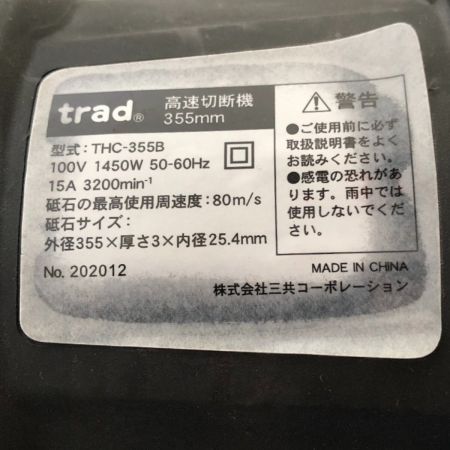 trad® 高速切断機
355mm
型式：THC-355B
100V 1450W 50-60Hz
15A 3200min⁻¹
砥石の最高使用周速度：80m/s
砥石サイズ：
外径355×厚さ3×内径25.4mm
No. 202012
警告
●ご使用前に必ず
取扱説明書をよく
お読みください。
●感電の恐れがあ
ります。雨中では
使用しないでくだ
さい。
MADE IN CHINA
株式会社三共コーポレーション